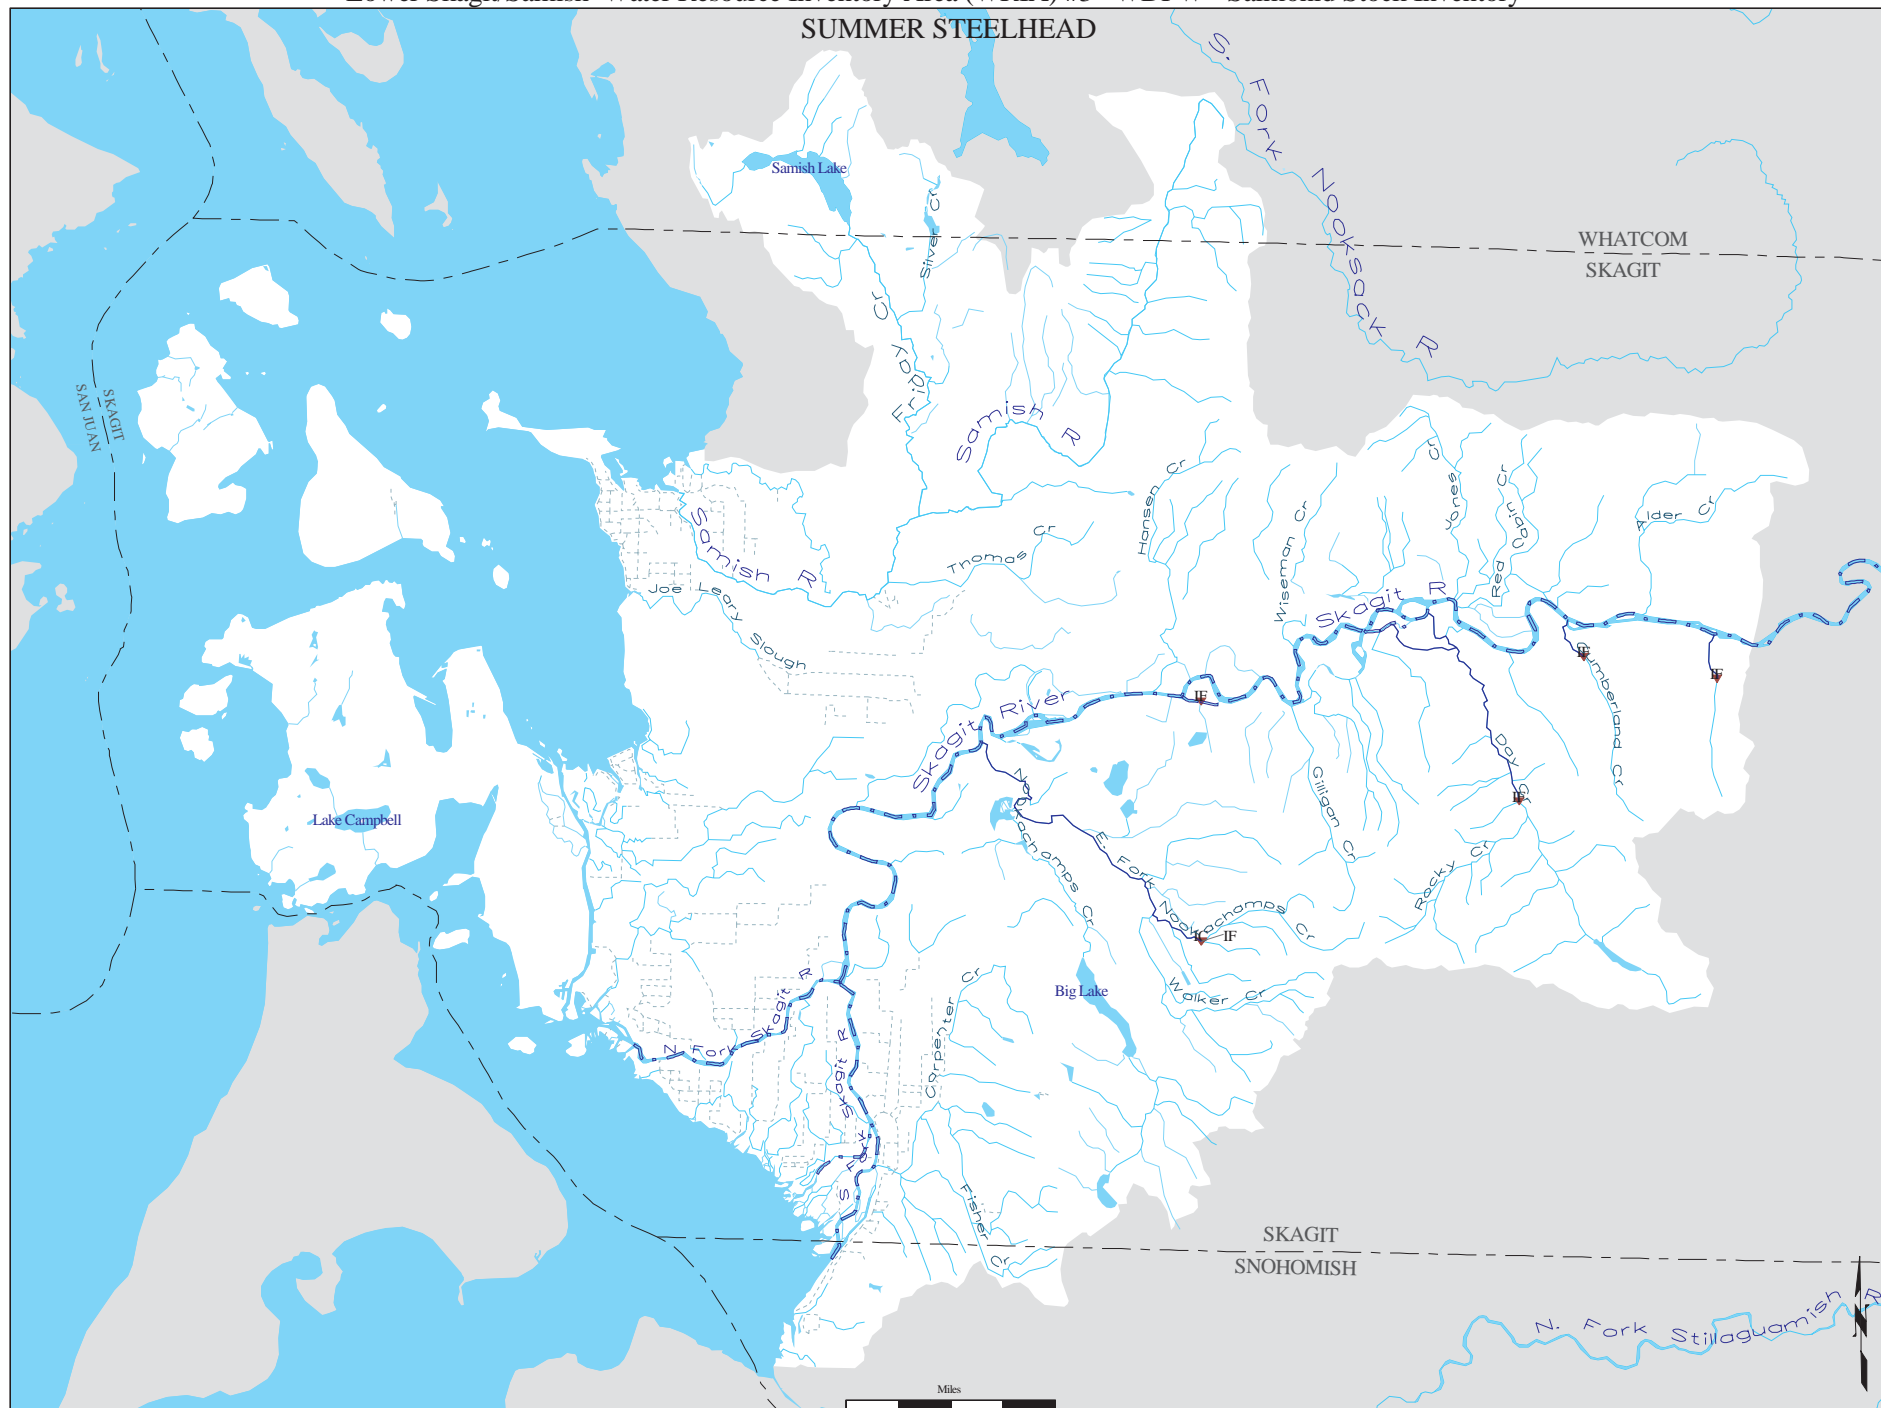 SUMMER STEELHEAD
S. Fork Nooksack R
Samish Lake
Silver Cr
WHATCOM
SKAGIT
Friday Cr
SKAGIT
SAN JUAN
Samish R
Hansen Cr
Jones Cr
Red Cabin Cr
Alder Cr
Wiseman Cr
Samish R
Thomas Cr
Joe Leary Slough
Skagit R
IF
Cumberland Cr
IF
IF
Skagit River
Day Cr
IF
Gilligan Cr
Nookachamps Cr
Lake Campbell
E. Fork Nookachamps Cr
Rocky Cr
IF
Big Lake
Walker Cr
Carpenter Cr
N Fork Skagit R
S Fork Skagit R
Fisher Cr
SKAGIT
SNOHOMISH
N. Fork Stillaguamish R
N
Miles